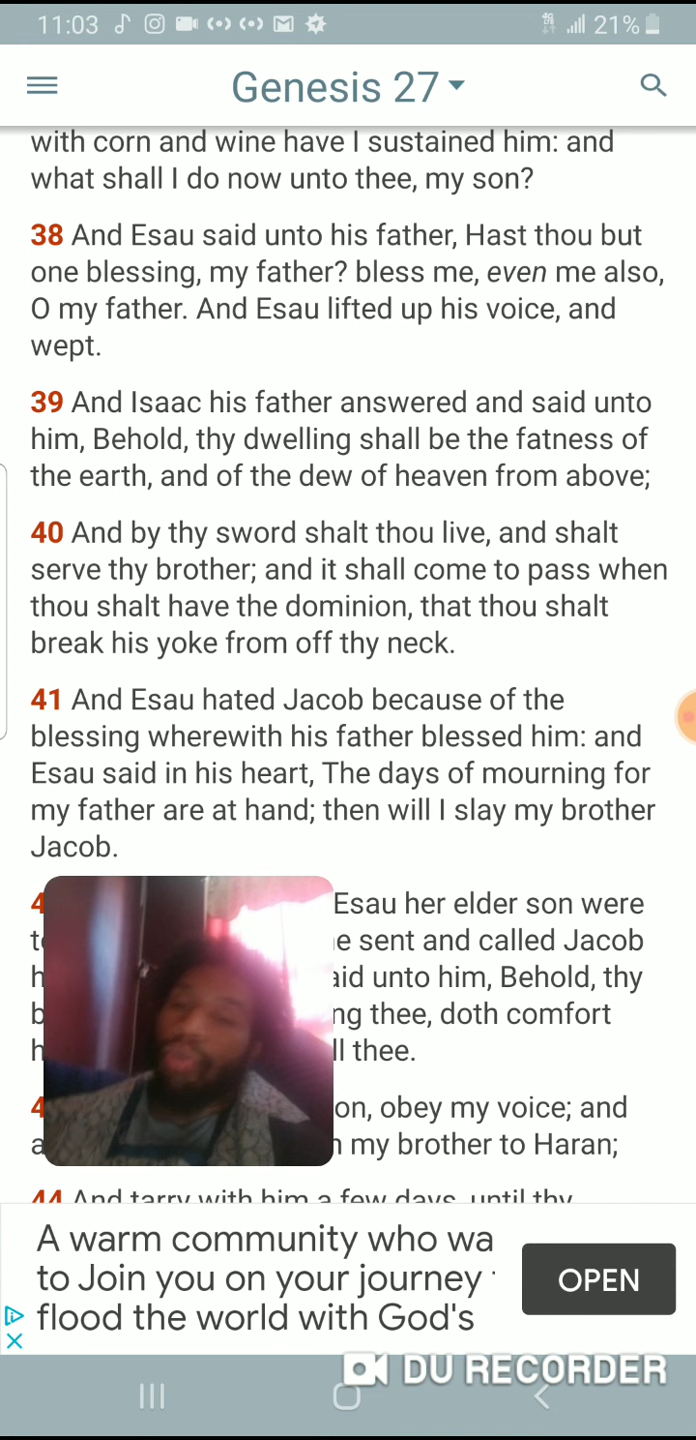 11:03 21%
Genesis 27
with corn and wine have I sustained him: and
what shall I do now unto thee, my son?
38 And Esau said unto his father, Hast thou but
one blessing, my father? bless me, even me also,
O my father. And Esau lifted up his voice, and
wept.
39 And Isaac his father answered and said unto
him, Behold, thy dwelling shall be the fatness of
the earth, and of the dew of heaven from above;
40 And by thy sword shalt thou live, and shalt
serve thy brother; and it shall come to pass when
thou shalt have the dominion, that thou shalt
break his yoke from off thy neck.
41 And Esau hated Jacob because of the
blessing wherewith his father blessed him: and
Esau said in his heart, The days of mourning for
my father are at hand; then will I slay my brother
Jacob.
Esau her elder son were
sent and called Jacob
unto him, Behold, thy
thee, doth comfort
thee.
obey my voice; and
my brother to Haran;
44 And tarry with him a few days, until thy
A warm community who wa
to Join you on your journey
flood the world with God's
OPEN
DU RECORDER